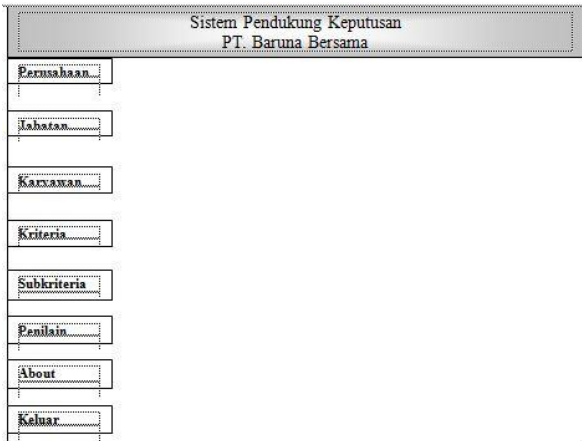 Sistem Pendukung Keputusan
PT. Baruna Bersama
Perusahaan
Jabatan
Karyawan
Kriteria
Subkriteria
Penilain
About
Keluar